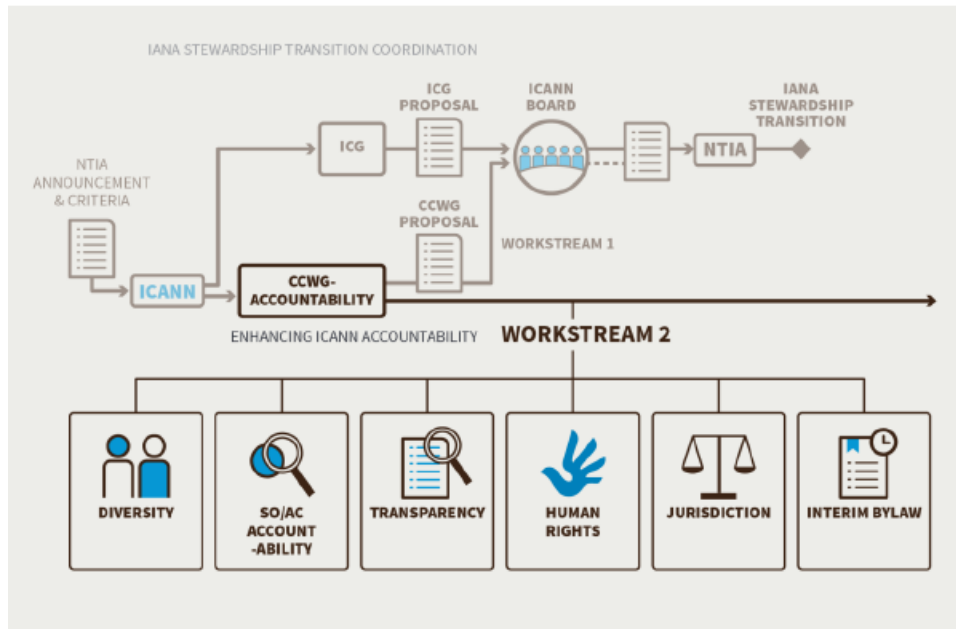 IANA STEWARDSHIP TRANSITION COORDINATION
ICG
PROPOSAL
ICANN
BOARD
IANA
STEWARDSHIP
TRANSITION
ICG
NTIA
NTIA
ANNOUNCEMENT
& CRITERIA
CCWG
PROPOSAL
WORKSTREAM 1
ICANN
CCWG-
ACCOUNTABILITY
ENHANCING ICANN ACCOUNTABILITY
WORKSTREAM 2
DIVERSITY
SO/AC
ACCOUNT
-ABILITY
TRANSPARENCY
HUMAN
RIGHTS
JURISDICTION
INTERIM BYLAW